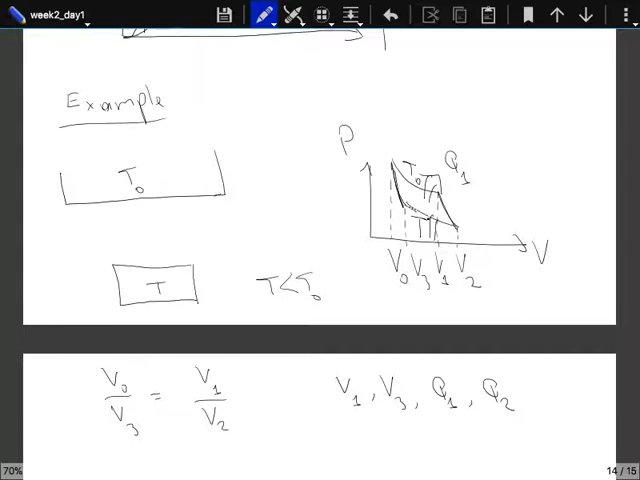 week2_day1
Example
T₀
P
T₀
Q₁
T
V
V₀ V₃ V₁ V₂
T
T<T₀
V₀/V₃ = V₁/V₂
V₁, V₃, Q₁, Q₂
70%
14 / 15